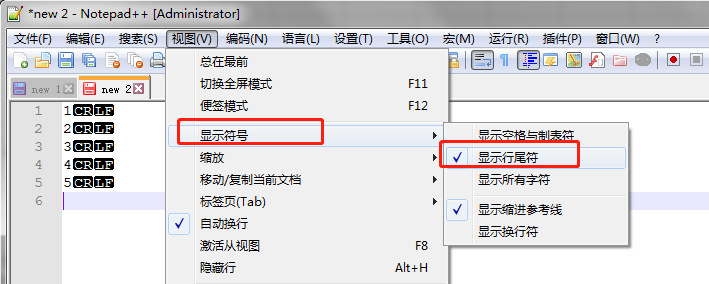 *new 2 - Notepad++ [Administrator]
文件(F) 编辑(E) 搜索(S) 视图(V) 编码(N) 语言(L) 设置(T) 工具(O) 宏(M) 运行(R) 插件(P) 窗口(W) ?
new 1 new 2
总在最前
切换全屏模式 F11
便签模式 F12
显示符号
缩放
移动/复制当前文档
标签页(Tab)
自动换行
激活从视图 F8
隐藏行 Alt+H
显示空格与制表符
显示行尾符
显示所有字符
显示缩进参考线
显示换行符
1 1CRLF
2 2CRLF
3 3CRLF
4 4CRLF
5 5CRLF
6